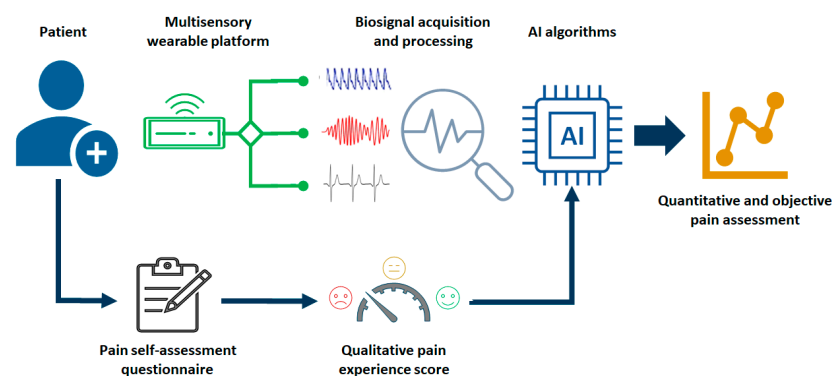 Patient
Multisensory
wearable platform
Biosignal acquisition
and processing
AI algorithms
AI
Quantitative and objective
pain assessment
Pain self-assessment
questionnaire
Qualitative pain
experience score